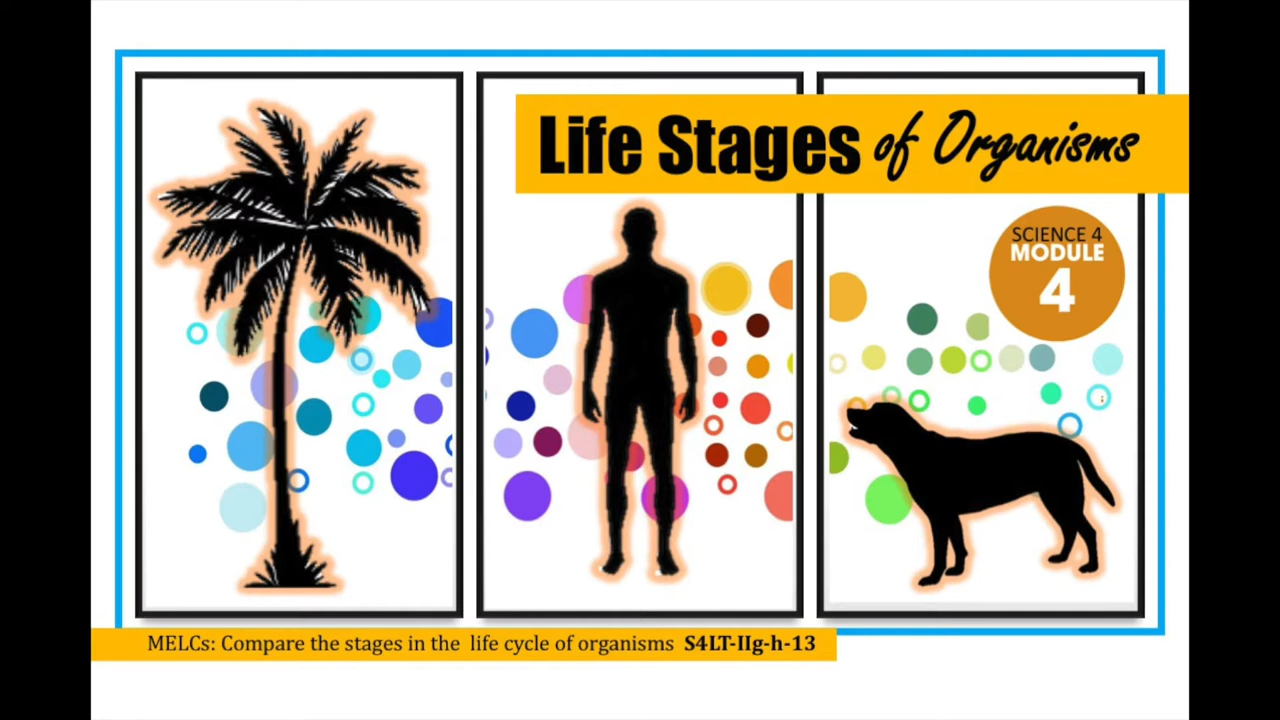 Life Stages of Organisms
SCIENCE 4
MODULE
4
MELCs: Compare the stages in the life cycle of organisms S4LT-IIg-h-13